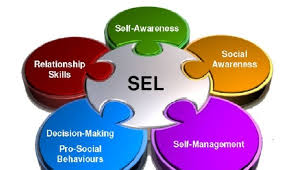 Self-Awareness
Relationship
Skills
Social
Awareness
SEL
Decision-Making
Pro-Social
Behaviours
Self-Management